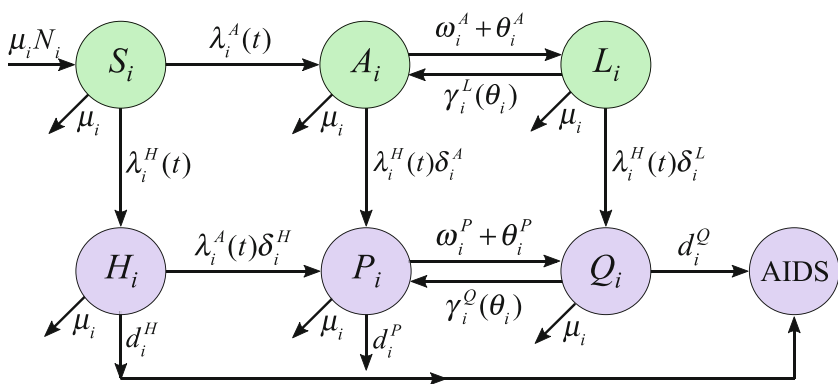 μ_i N_i S_i λ_i^A(t) A_i ω_i^A + θ_i^A L_i
γ_i^L(θ_i)
μ_i μ_i μ_i
λ_i^H(t) λ_i^H(t)δ_i^A λ_i^H(t)δ_i^L
H_i λ_i^A(t)δ_i^H P_i ω_i^P + θ_i^P Q_i d_i^Q AIDS
γ_i^Q(θ_i)
μ_i d_i^H μ_i d_i^P μ_i